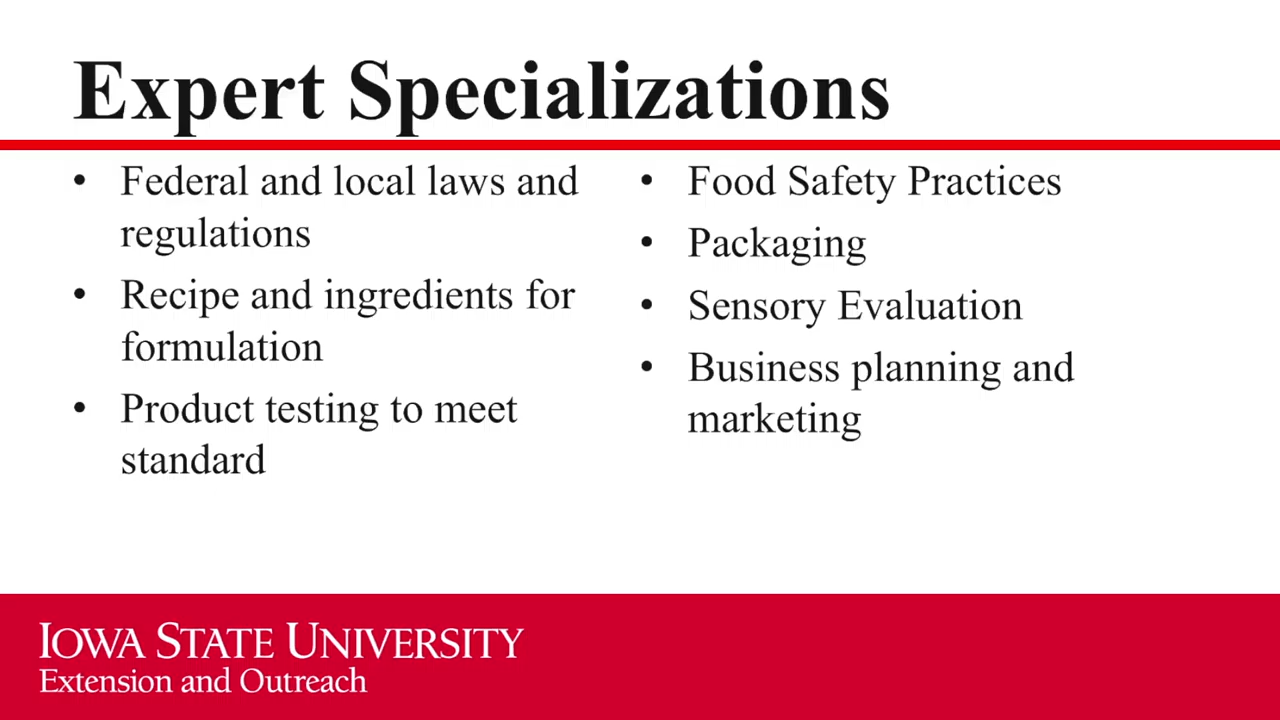 Expert Specializations
• Federal and local laws and
regulations
• Recipe and ingredients for
formulation
• Product testing to meet
standard
• Food Safety Practices
• Packaging
• Sensory Evaluation
• Business planning and
marketing
IOWA STATE UNIVERSITY
Extension and Outreach